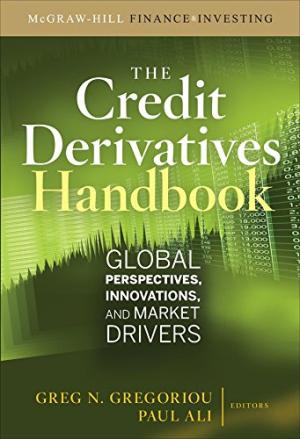 McGRAW-HILL FINANCE & INVESTING
THE
Credit
Derivatives
Handbook
GLOBAL
PERSPECTIVES,
INNOVATIONS,
AND MARKET
DRIVERS
GREG N. GREGORIOU
PAUL ALI
EDITORS